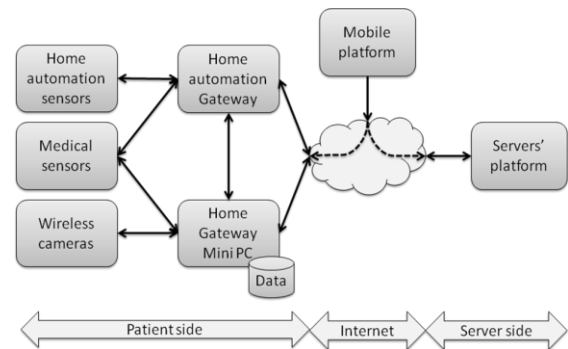 Mobile
platform
Home
automation
sensors
Home
automation
Gateway
Medical
sensors
Servers'
platform
Wireless
cameras
Home
Gateway
Mini PC
Data
Patient side
Internet
Server side